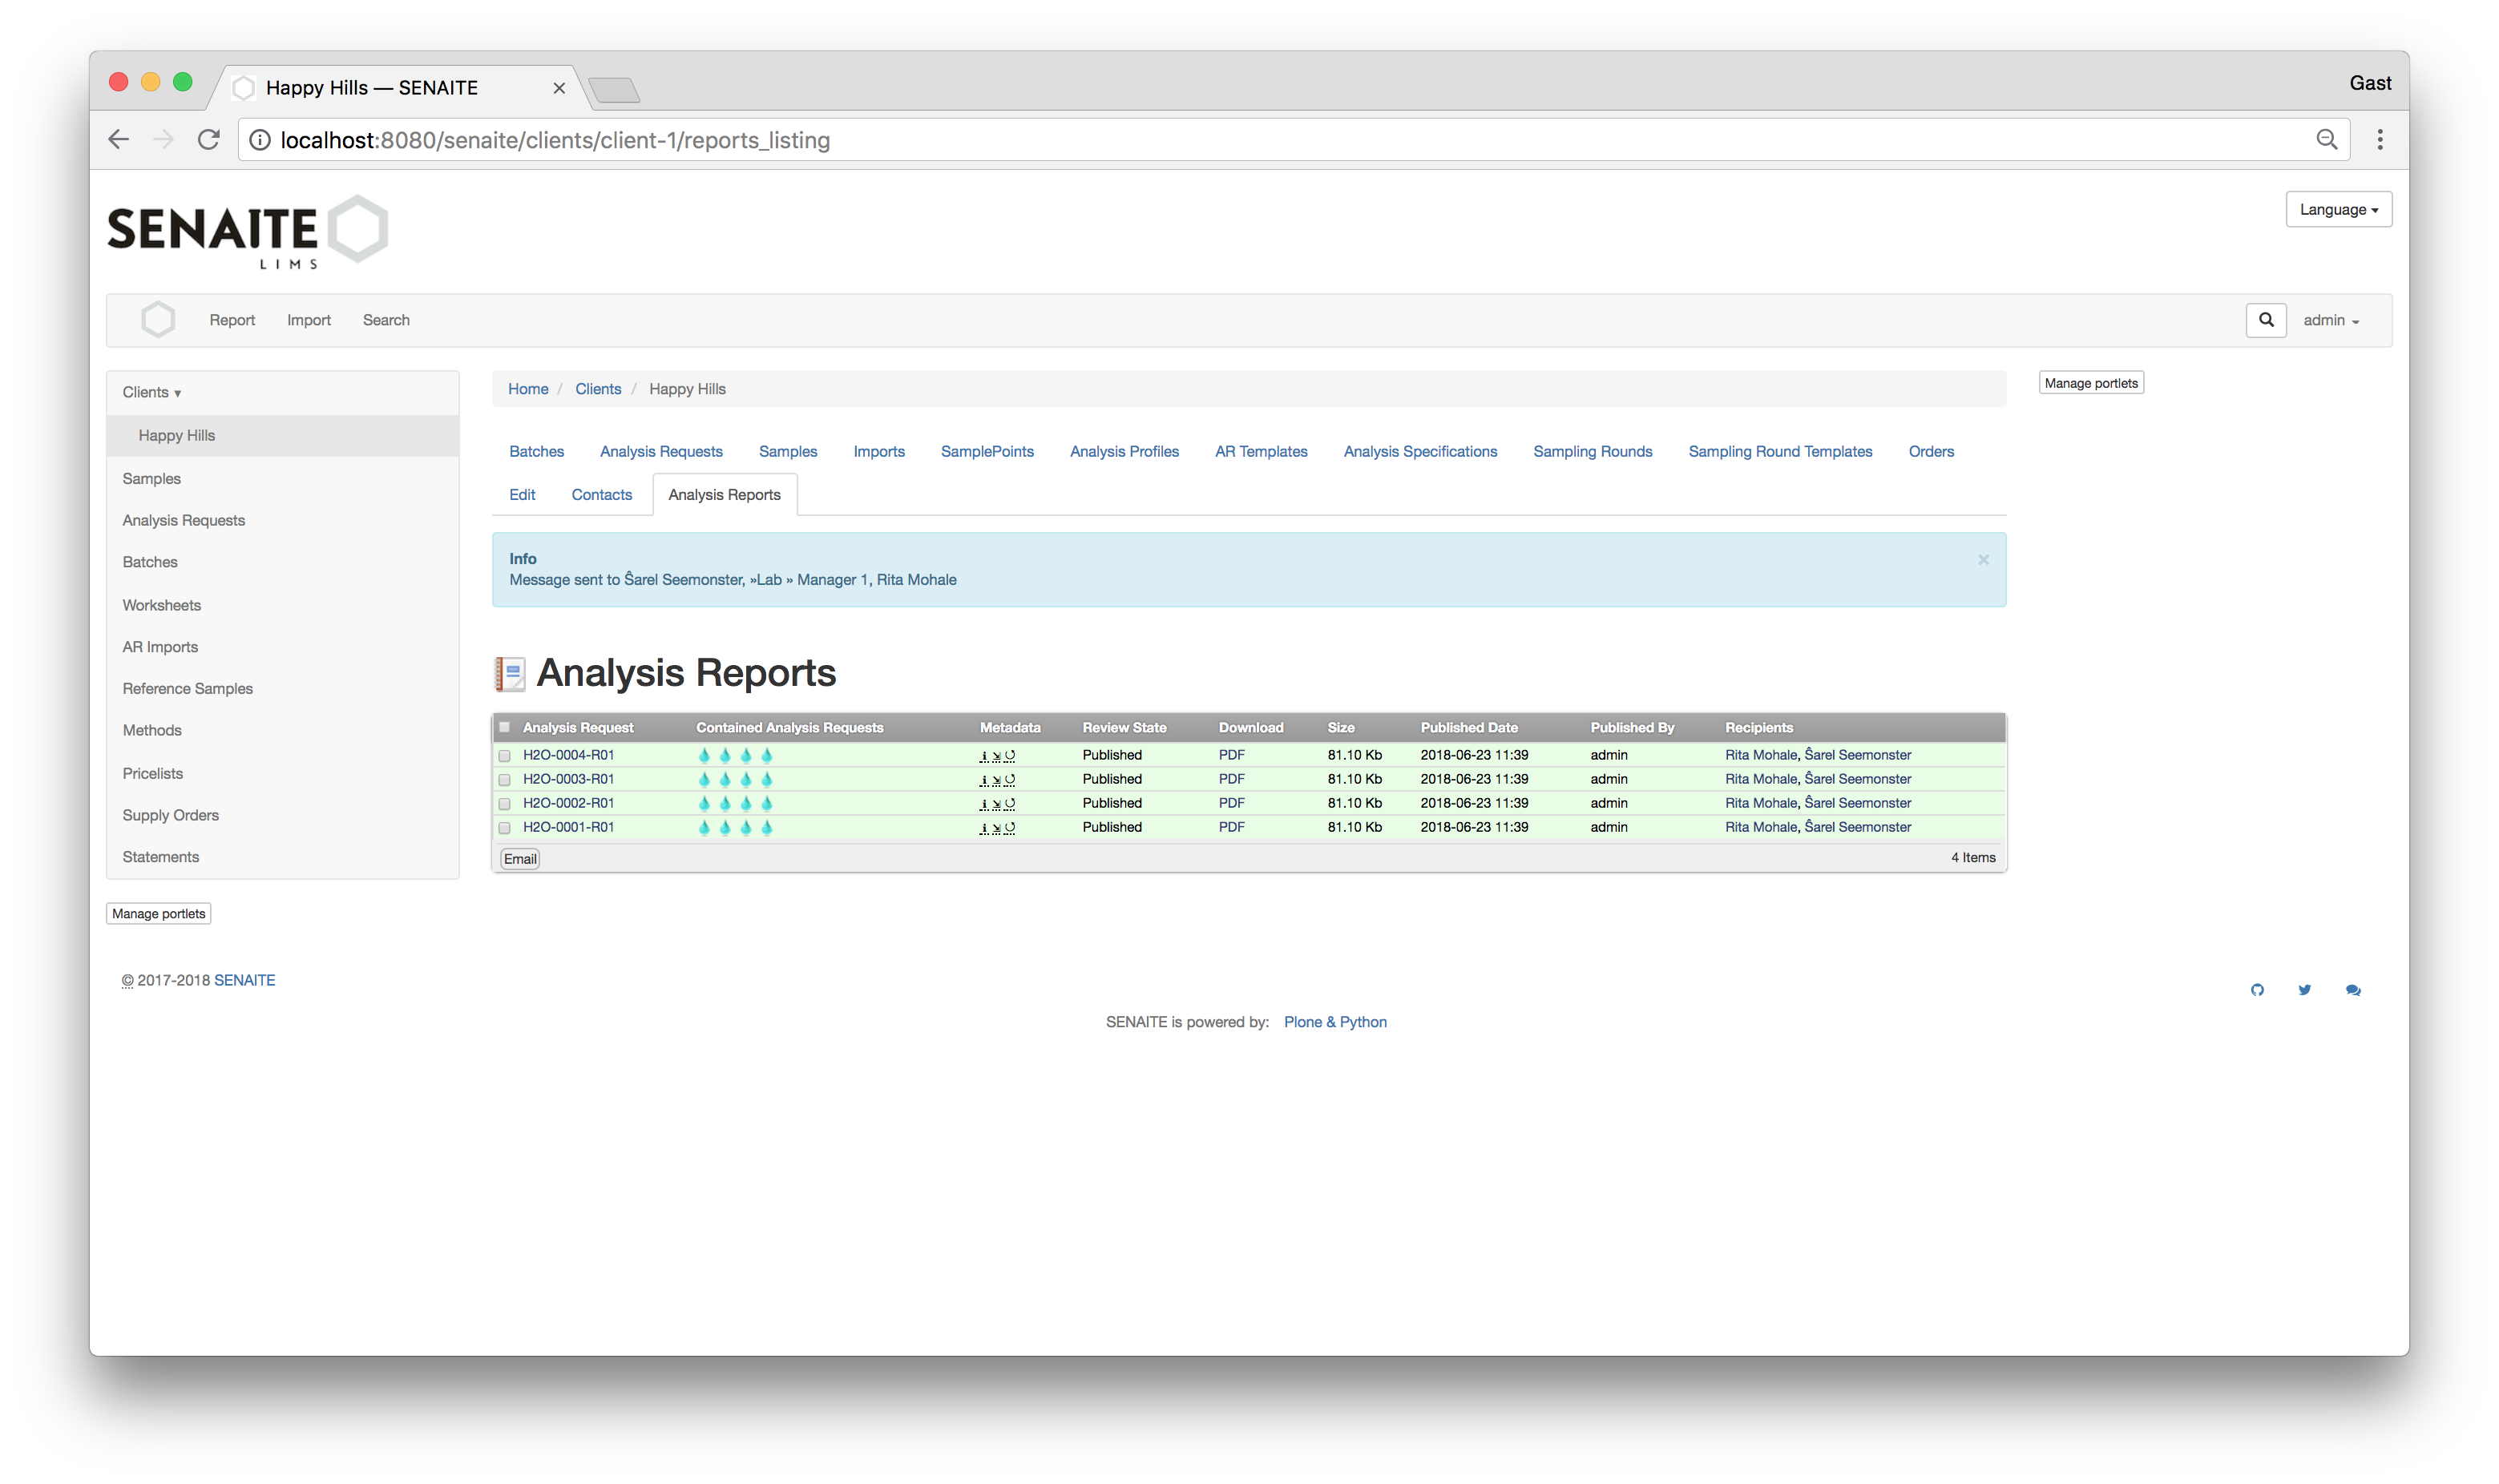 Happy Hills — SENAITE
Gast
localhost:8080/senaite/clients/client-1/reports_listing
SENAITE
LIMS
Language
Report Import Search
admin
Clients ▾
Happy Hills
Samples
Analysis Requests
Batches
Worksheets
AR Imports
Reference Samples
Methods
Pricelists
Supply Orders
Statements
Manage portlets
Home / Clients / Happy Hills
Manage portlets
Batches Analysis Requests Samples Imports SamplePoints Analysis Profiles AR Templates Analysis Specifications Sampling Rounds Sampling Round Templates Orders
Edit Contacts Analysis Reports
Info
Message sent to Ŝarel Seemonster, »Lab » Manager 1, Rita Mohale
Analysis Reports
Analysis Request Contained Analysis Requests Metadata Review State Download Size Published Date Published By Recipients
H2O-0004-R01 Published PDF 81.10 Kb 2018-06-23 11:39 admin Rita Mohale, Ŝarel Seemonster
H2O-0003-R01 Published PDF 81.10 Kb 2018-06-23 11:39 admin Rita Mohale, Ŝarel Seemonster
H2O-0002-R01 Published PDF 81.10 Kb 2018-06-23 11:39 admin Rita Mohale, Ŝarel Seemonster
H2O-0001-R01 Published PDF 81.10 Kb 2018-06-23 11:39 admin Rita Mohale, Ŝarel Seemonster
Email 4 Items
© 2017-2018 SENAITE
SENAITE is powered by: Plone & Python